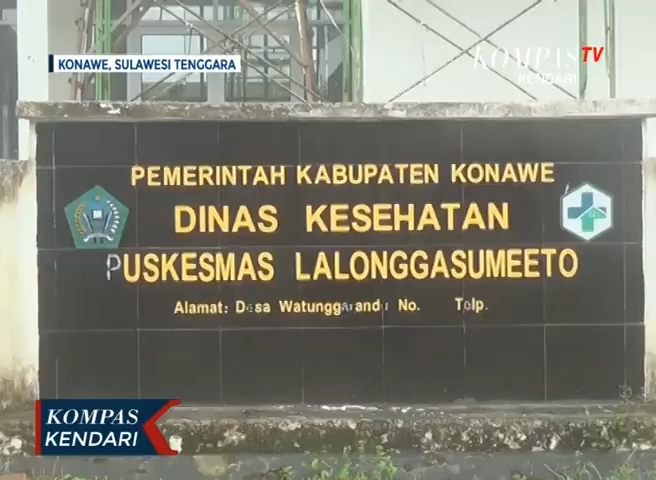 KONAWE, SULAWESI TENGGARA
KOMPAS TV
KENDARI
PEMERINTAH KABUPATEN KONAWE
DINAS KESEHATAN
PUSKESMAS LALONGGASUMEETO
Alamat: Desa Watunggarandu No. Telp.
KOMPAS
KENDARI